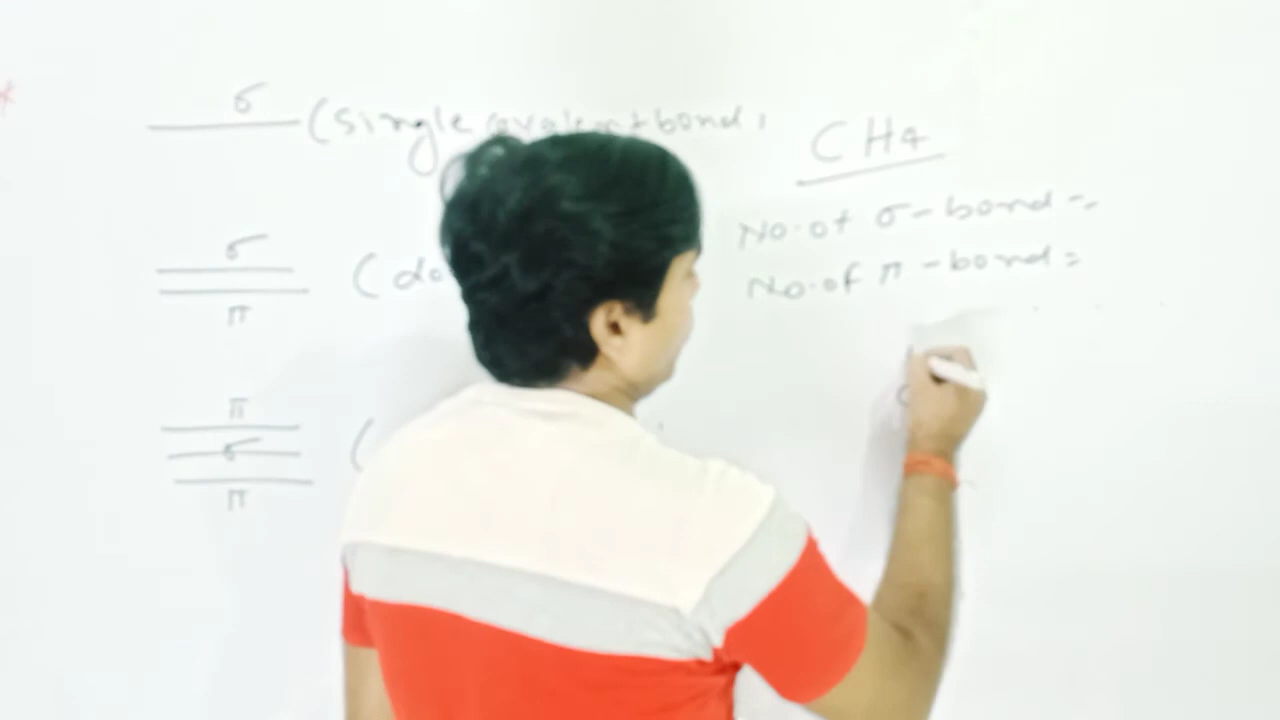 *
σ (single covalent bond)
σ
π (do
π
σ
π (
CH4
No. of σ-bond =
No. of π-bond =